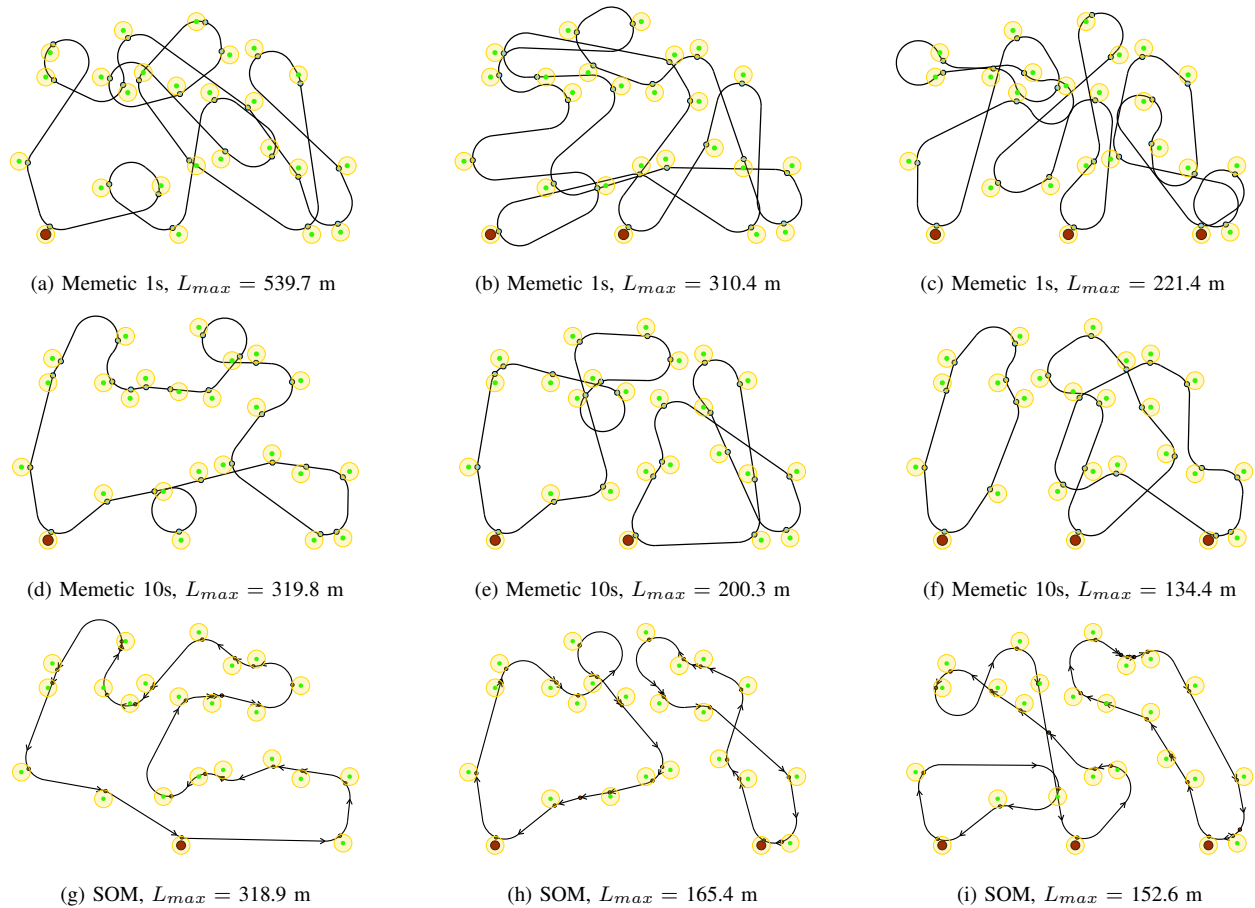 (a) Memetic 1s, L_max = 539.7 m
(b) Memetic 1s, L_max = 310.4 m
(c) Memetic 1s, L_max = 221.4 m
(d) Memetic 10s, L_max = 319.8 m
(e) Memetic 10s, L_max = 200.3 m
(f) Memetic 10s, L_max = 134.4 m
(g) SOM, L_max = 318.9 m
(h) SOM, L_max = 165.4 m
(i) SOM, L_max = 152.6 m